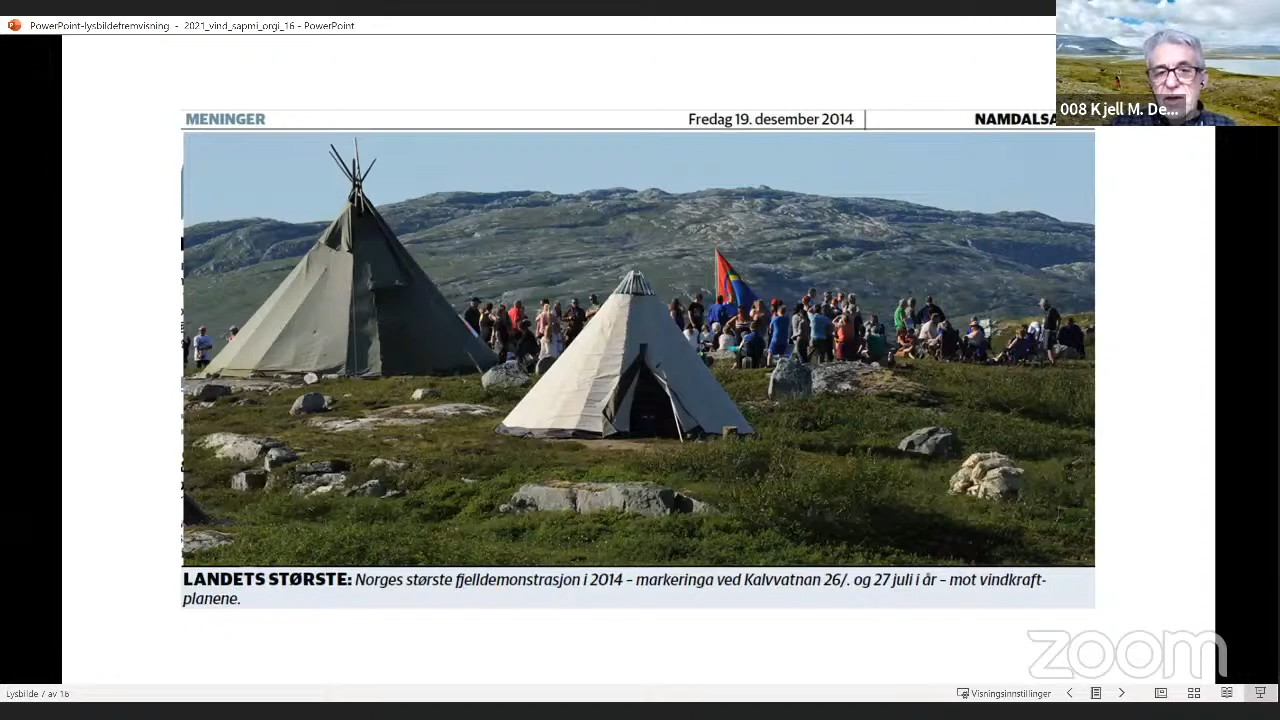 PowerPoint-lysbildefremvisning - 2021_vind_sapmi_orgi_16 - PowerPoint
008 Kjell M. De...
MENINGER
Fredag 19. desember 2014
NAMDALSA
LANDETS STØRSTE: Norges største fjelldemonstrasjon i 2014 – markeringa ved Kalvvatnan 26/. og 27 juli i år – mot vindkraft-
planene.
zoom
Lysbilde 7 av 16
Visningsinnstillinger